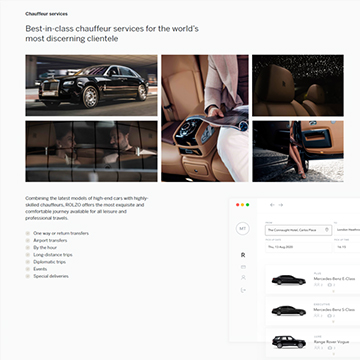 Chauffeur services
Best-in-class chauffeur services for the world's
most discerning clientele
Combining the latest models of high-end cars with highly-
skilled chauffeurs, ROLZO offers the most exquisite and
comfortable journey available for all leisure and
professional travels.
One way or return transfers
Airport transfers
By the hour
Long distance trips
Diplomatic trips
Events
Special deliveries
The Connaught Hotel, Carlos Place
London Heathrow
Thu, 13 Aug 2020
14:10
R
Mercedes-Benz E-Class
Mercedes-Benz S-Class
Range Rover Vogue